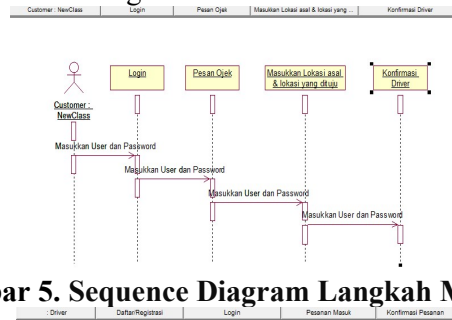 Customer : NewClass Login Pesan Ojek Masukkan Lokasi asal & lokasi yang ... Konfirmasi Driver
Login Pesan Ojek Masukkan Lokasi asal Konfirmasi
& lokasi yang dituju Driver
Customer :
NewClass
Masukkan User dan Password
Masukkan User dan Password
Masukkan User dan Password
Masukkan User dan Password
bar 5. Sequence Diagram Langkah M
: Driver Daftar/Registrasi Login Pesanan Masuk Konfirmasi Pesanan